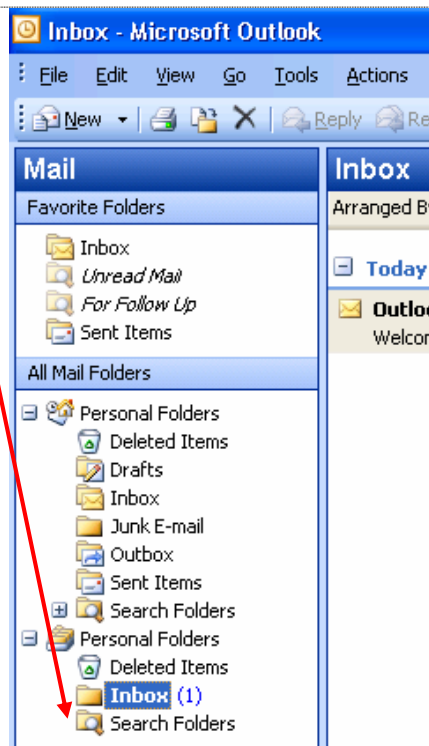 Inbox - Microsoft Outlook
File Edit View Go Tools Actions
New Reply
Mail
Inbox
Favorite Folders
Arranged
Inbox
Unread Mail
Today
For Follow Up
Sent Items
All Mail Folders
Personal Folders
Deleted Items
Drafts
Inbox
Junk E-mail
Outbox
Sent Items
Search Folders
Personal Folders
Deleted Items
Inbox (1)
Search Folders